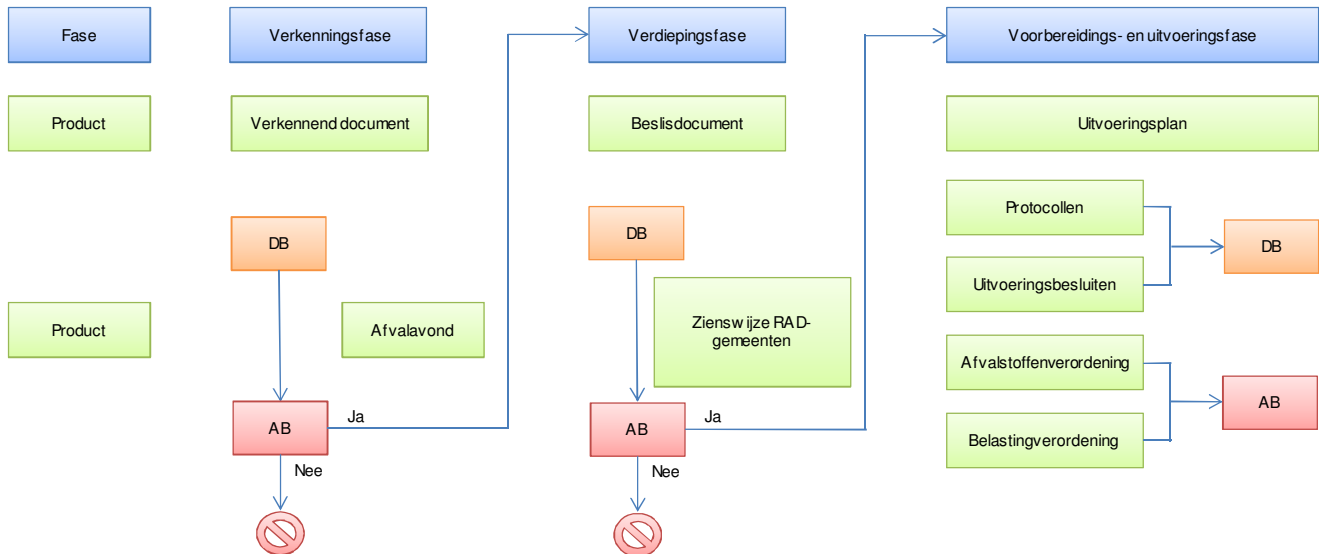 Fase
Verkenningsfase
Verdiepingsfase
Voorbereidings- en uitvoeringsfase
Product
Verkennend document
Beslisdocument
Uitvoeringsplan
DB
DB
Protocollen
DB
Uitvoeringsbesluiten
Product
Afvalavond
Zienswijze RAD-
gemeenten
Afvalstoffenverordening
AB
Ja
AB
Ja
AB
Belastingverordening
Nee
Nee